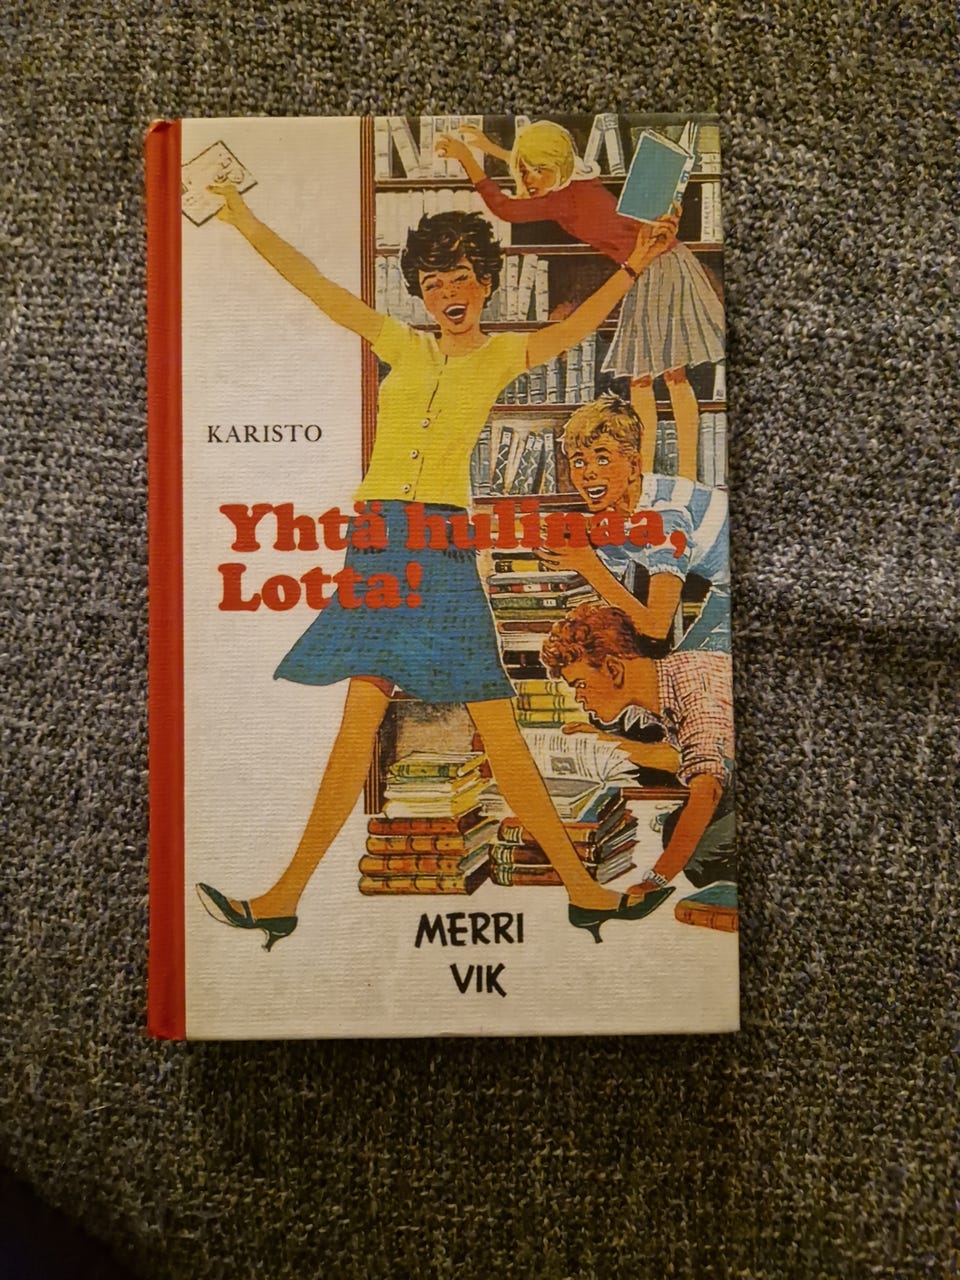 KARISTO
Yhtä hulinaa,
Lotta!
MERRI
VIK